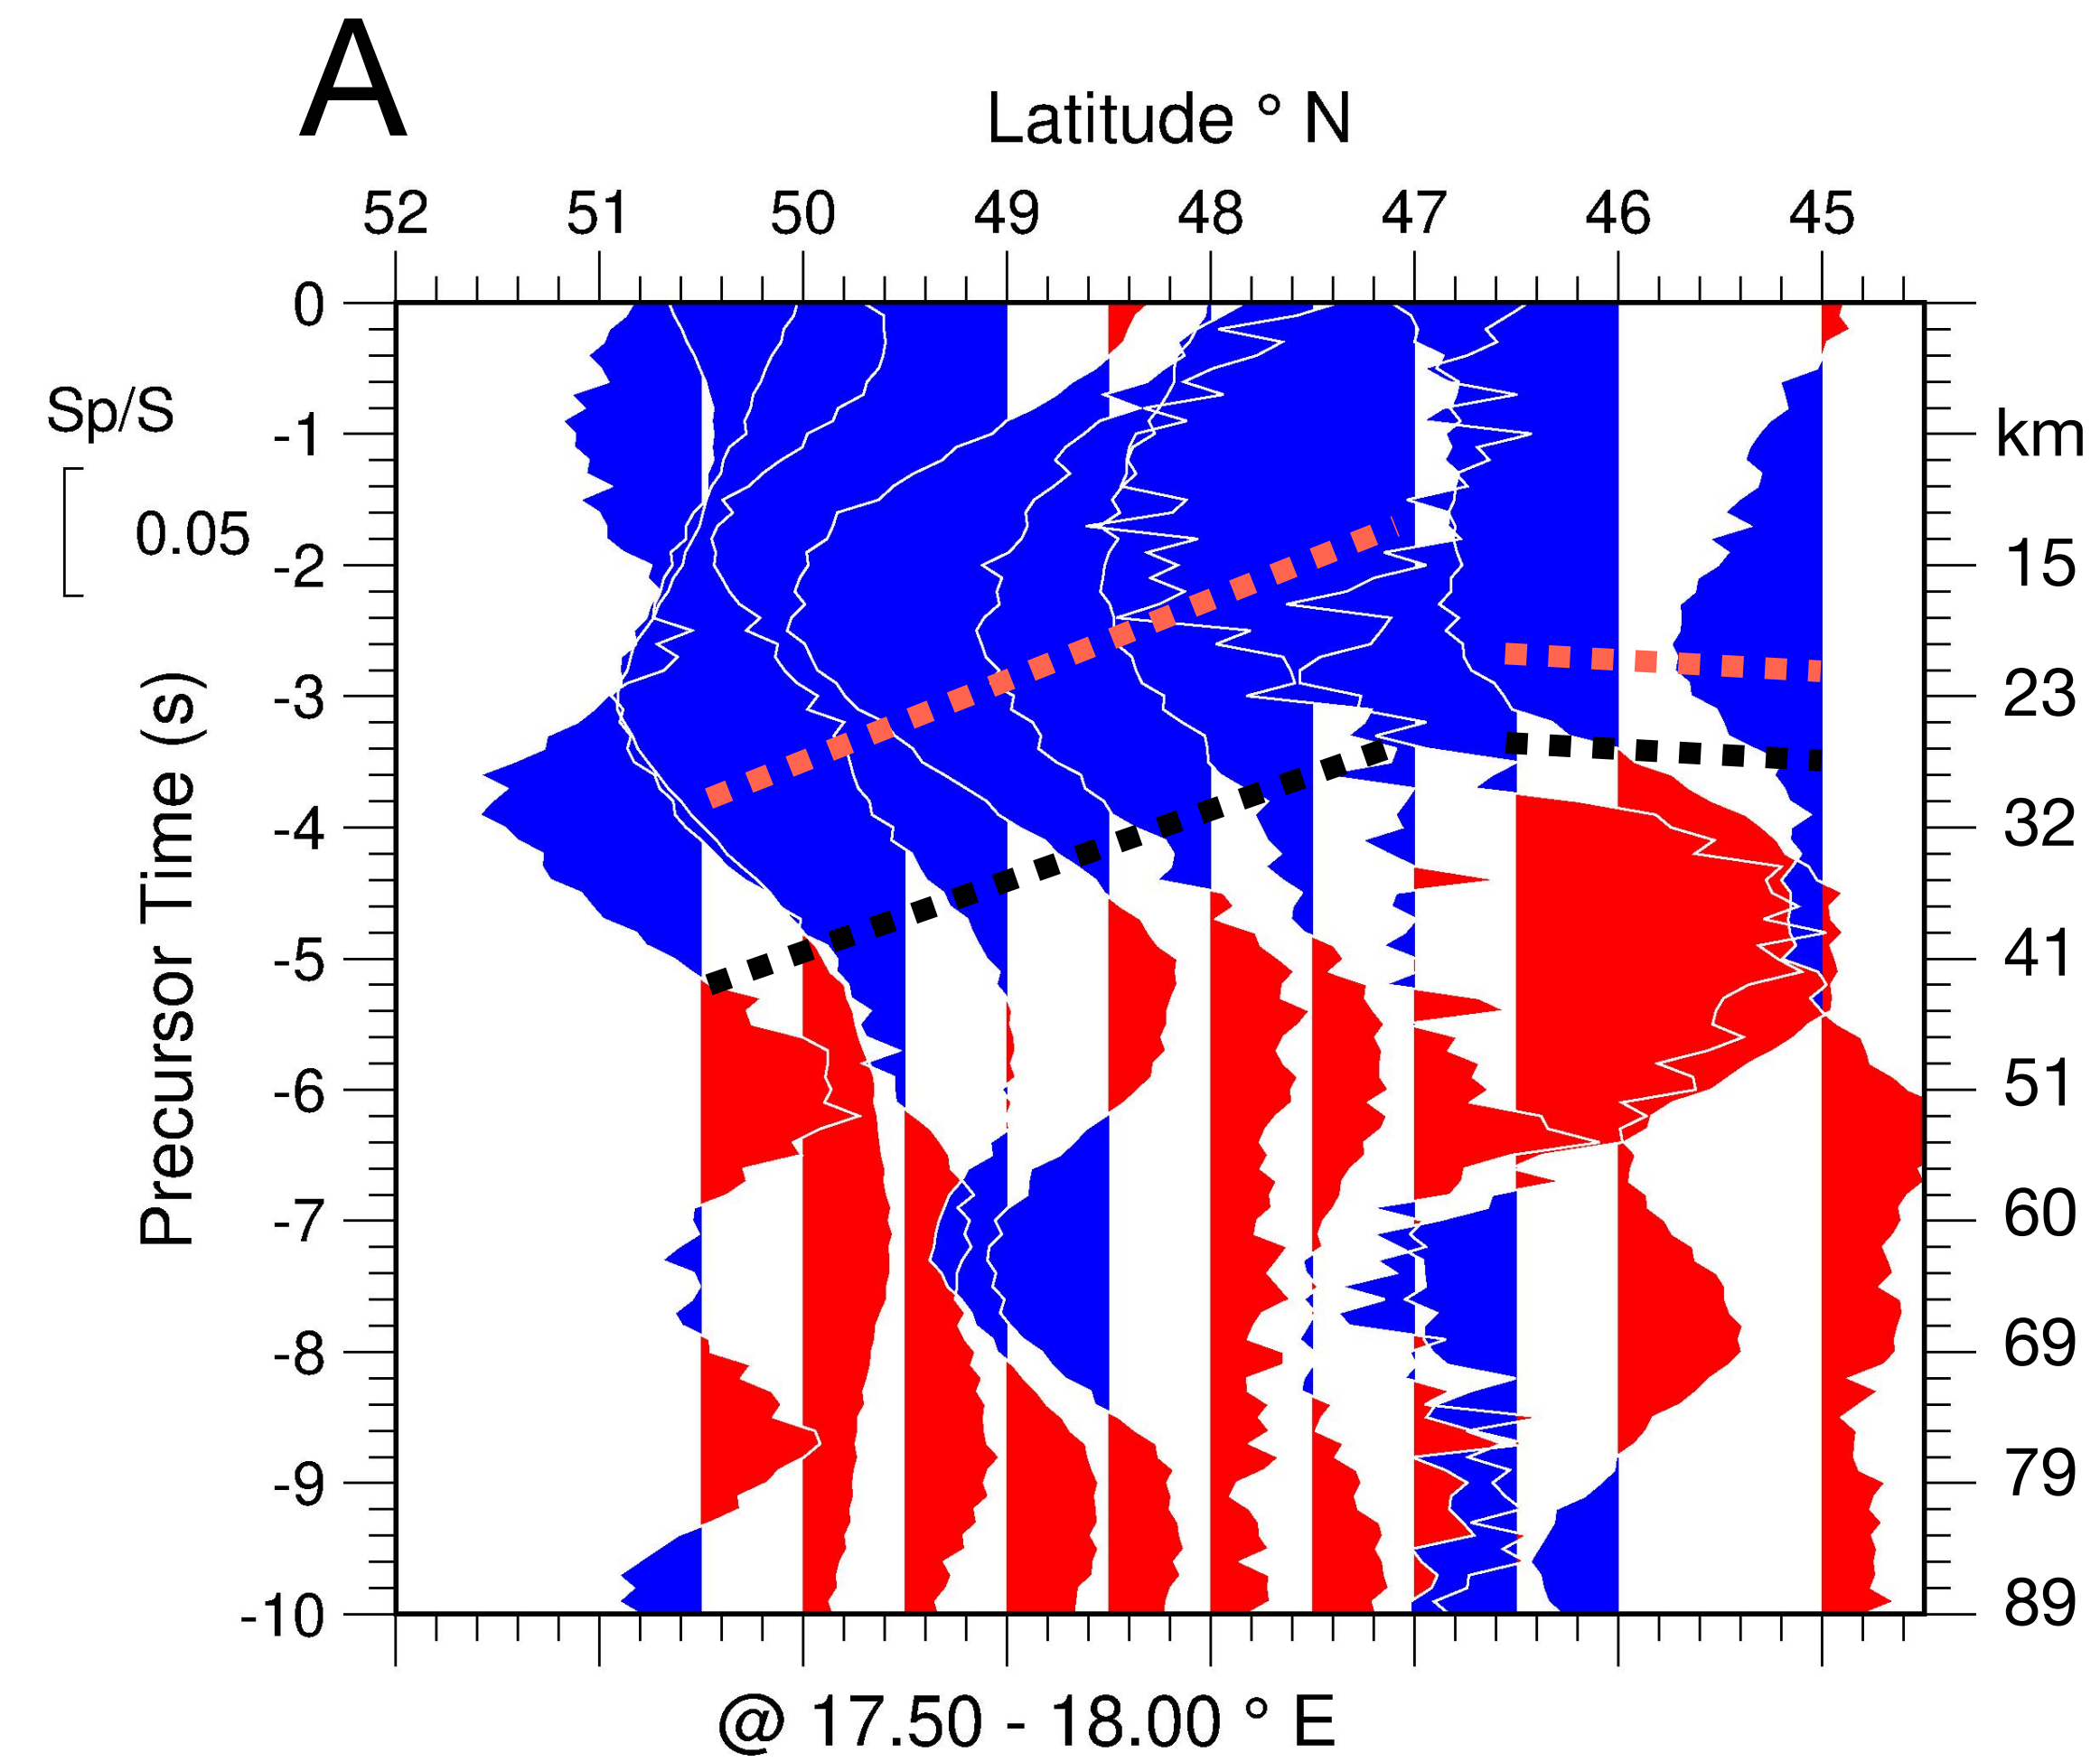 A
Latitude ° N
52 51 50 49 48 47 46 45
0
Sp/S
-1 km
0.05
-2 15
-3 23
-4 32
-5 41
-6 51
-7 60
-8 69
-9 79
-10 89
Precursor Time (s)
@ 17.50 - 18.00 ° E